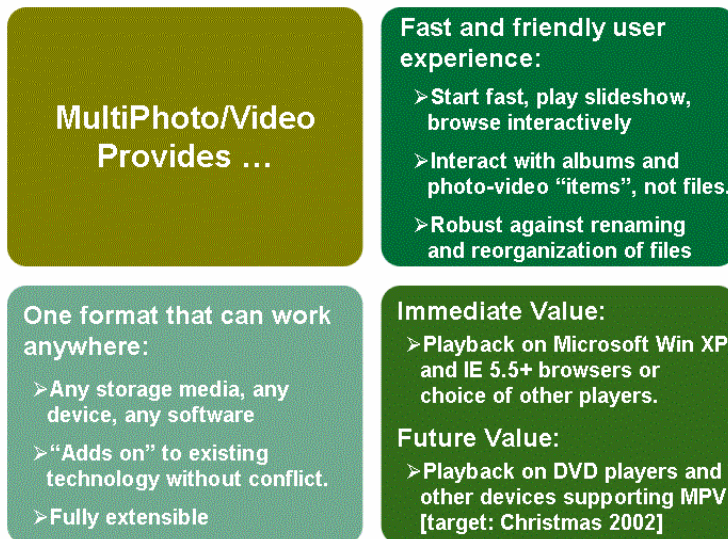 MultiPhoto/Video
Provides …
Fast and friendly user
experience:
➢Start fast, play slideshow,
browse interactively
➢Interact with albums and
photo-video “items”, not files.
➢Robust against renaming
and reorganization of files
One format that can work
anywhere:
➢Any storage media, any
device, any software
➢“Adds on” to existing
technology without conflict.
➢Fully extensible
Immediate Value:
➢Playback on Microsoft Win XP
and IE 5.5+ browsers or
choice of other players.
Future Value:
➢Playback on DVD players and
other devices supporting MPV
[target: Christmas 2002]